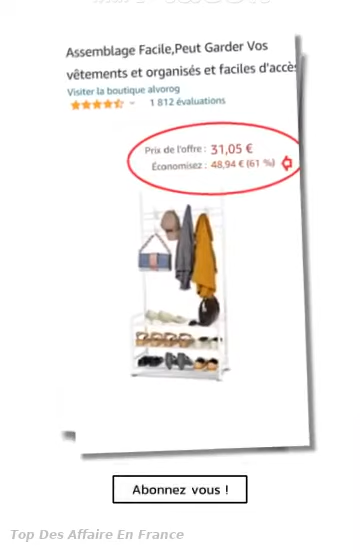 Assemblage Facile,Peut Garder Vos
vêtements et organisés et faciles d'accès
Visiter la boutique alvorog
1 812 évaluations
Prix de l'offre : 31,05 €
Économisez : 48,94 € (61 %)
Abonnez vous !
Top Des Affaire En France